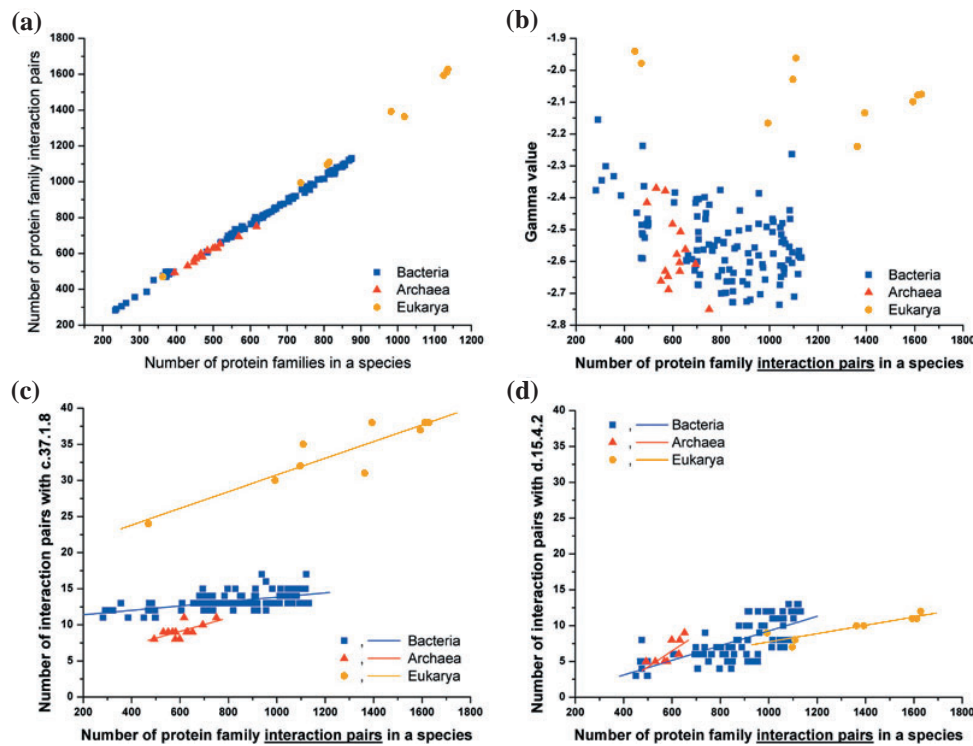 (a)
Number of protein family interaction pairs
1800
1600
1400
1200
1000
800
600
400
200
Bacteria
Archaea
Eukarya
200 300 400 500 600 700 800 900 1000 1100 1200
Number of protein families in a species
(b)
Gamma value
-1.9
-2.0
-2.1
-2.2
-2.3
-2.4
-2.5
-2.6
-2.7
-2.8
Bacteria
Archaea
Eukarya
200 400 600 800 1000 1200 1400 1600 1800
Number of protein family interaction pairs in a species
(c)
Number of interaction pairs with c.37.1.8
40
35
30
25
20
15
10
5
0
, Bacteria
, Archaea
, Eukarya
200 400 600 800 1000 1200 1400 1600 1800
Number of protein family interaction pairs in a species
(d)
Number of interaction pairs with d.15.4.2
40
35
30
25
20
15
10
5
0
, Bacteria
, Archaea
, Eukarya
200 400 600 800 1000 1200 1400 1600 1800
Number of protein family interaction pairs in a species